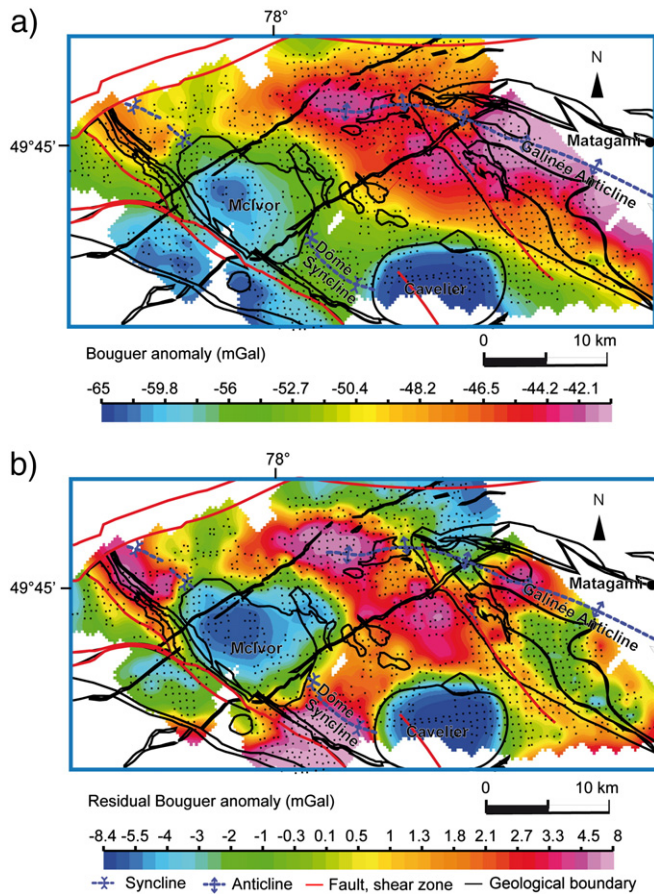 a)
78°
N
49°45'
Matagami
McIvor
Galinée Anticline
Dôme
Syncline
Cavelier
0 10 km
Bouguer anomaly (mGal)
-65 -59.8 -56 -52.7 -50.4 -48.2 -46.5 -44.2 -42.1
b)
78°
N
49°45'
Matagami
McIvor
Galinée Anticline
Dôme
Syncline
Cavelier
0 10 km
Residual Bouguer anomaly (mGal)
-8.4 -5.5 -4 -3 -2 -1 -0.3 0.1 0.5 1 1.3 1.8 2.1 2.7 3.3 4.5 8
Syncline Anticline Fault, shear zone Geological boundary